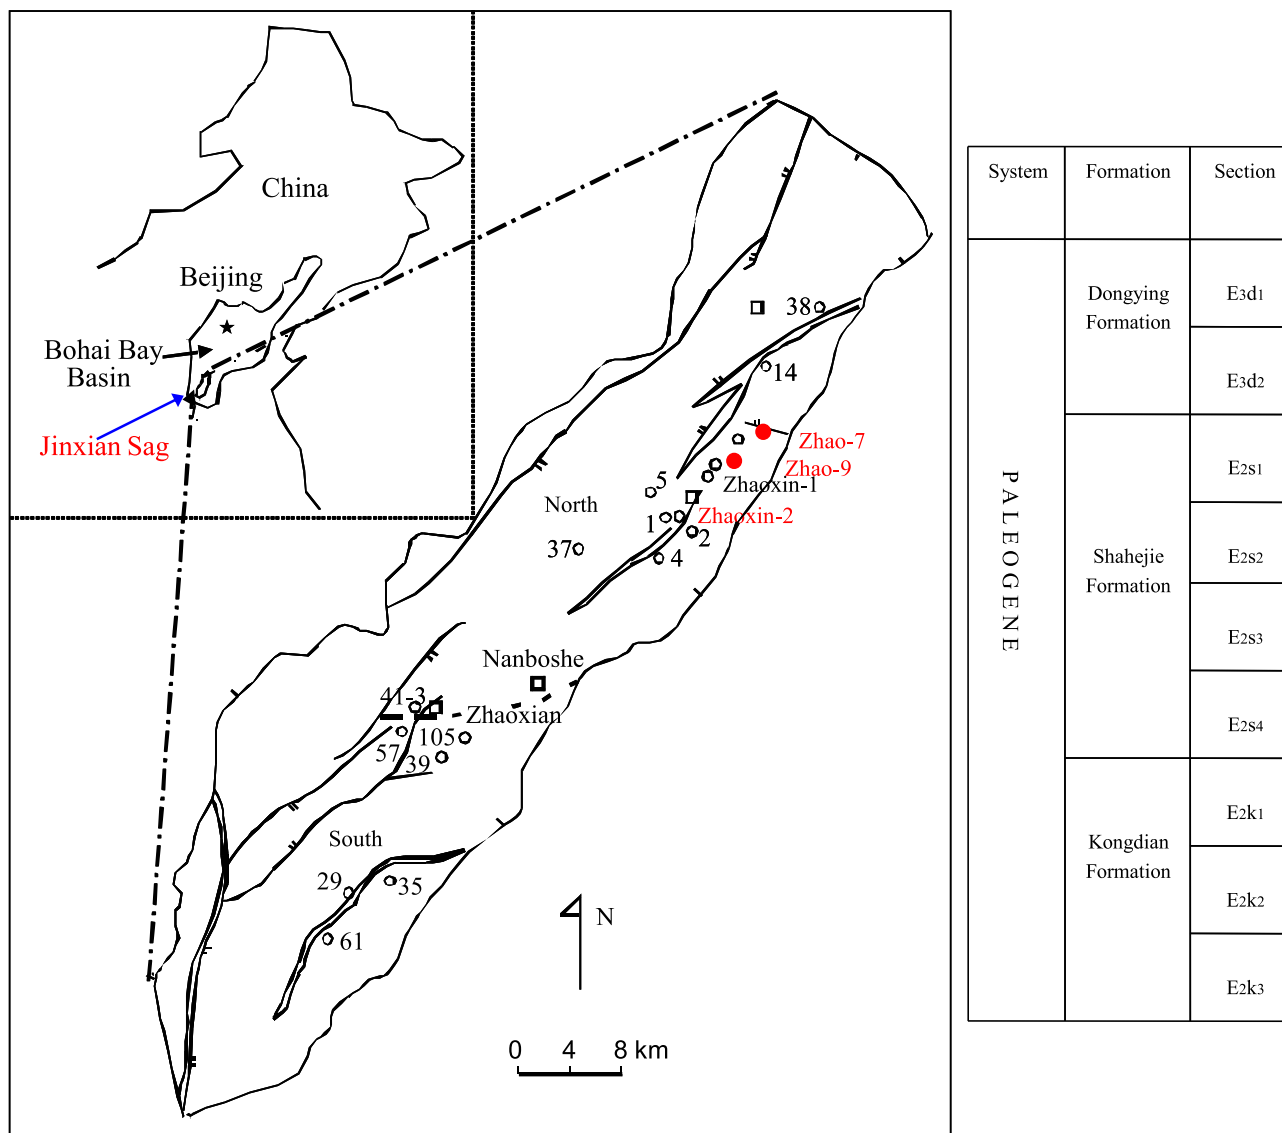 China
Beijing
Bohai Bay
Basin
Jinxian Sag
38
14
Zhao-7
Zhao-9
Zhaoxin-1
5
North
1
Zhaoxin-2
2
37
4
Nanboshe
41-3
Zhaoxian
105
57
39
South
29
35
61
N
0 4 8 km
System Formation Section
PALEOGENE
Dongying
Formation
E3d1
E3d2
Shahejie
Formation
E2s1
E2s2
E2s3
E2s4
Kongdian
Formation
E2k1
E2k2
E2k3